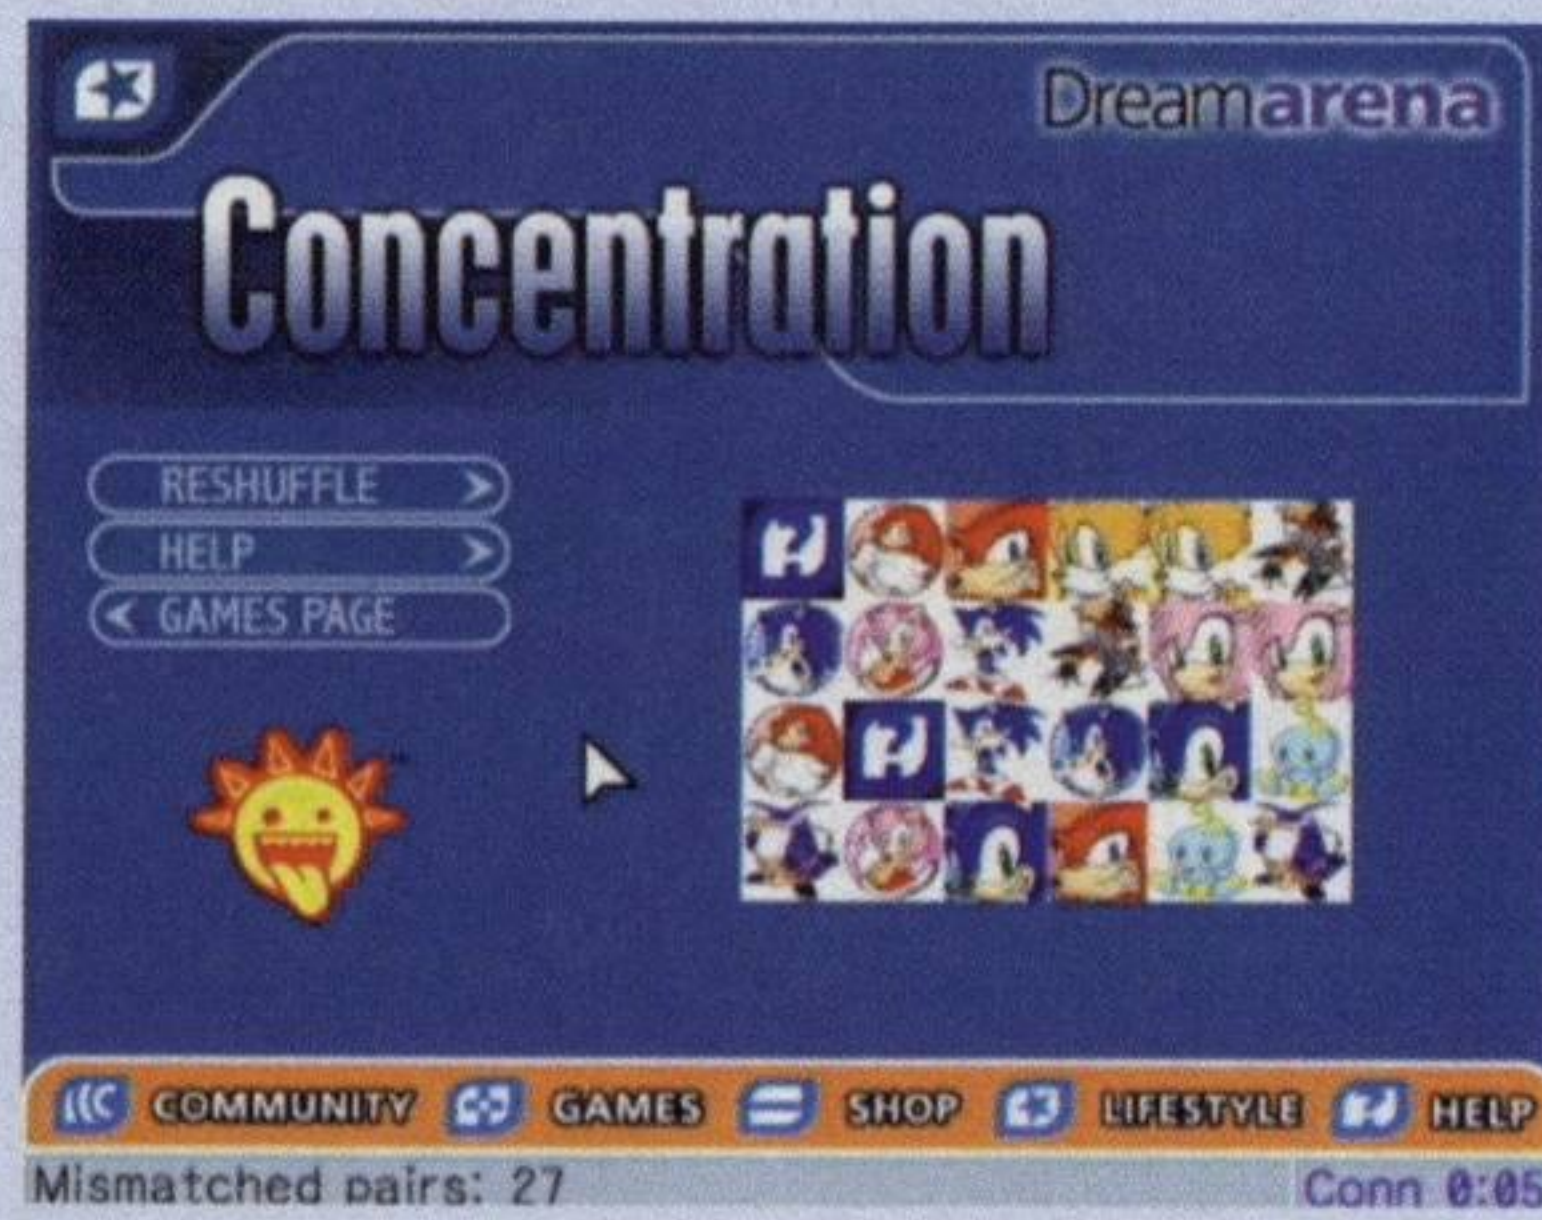 Dreamarena
Concentration
RESHUFFLE >
HELP >
< GAMES PAGE
COMMUNITY GAMES SHOP LIFESTYLE HELP
Mismatched pairs: 27 Conn 0:05